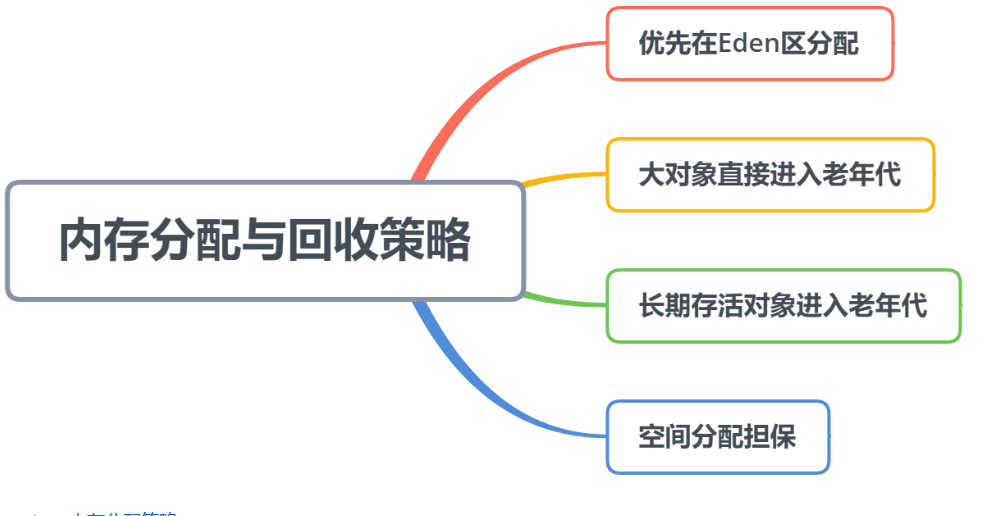 优先在Eden区分配
大对象直接进入老年代
内存分配与回收策略
长期存活对象进入老年代
空间分配担保